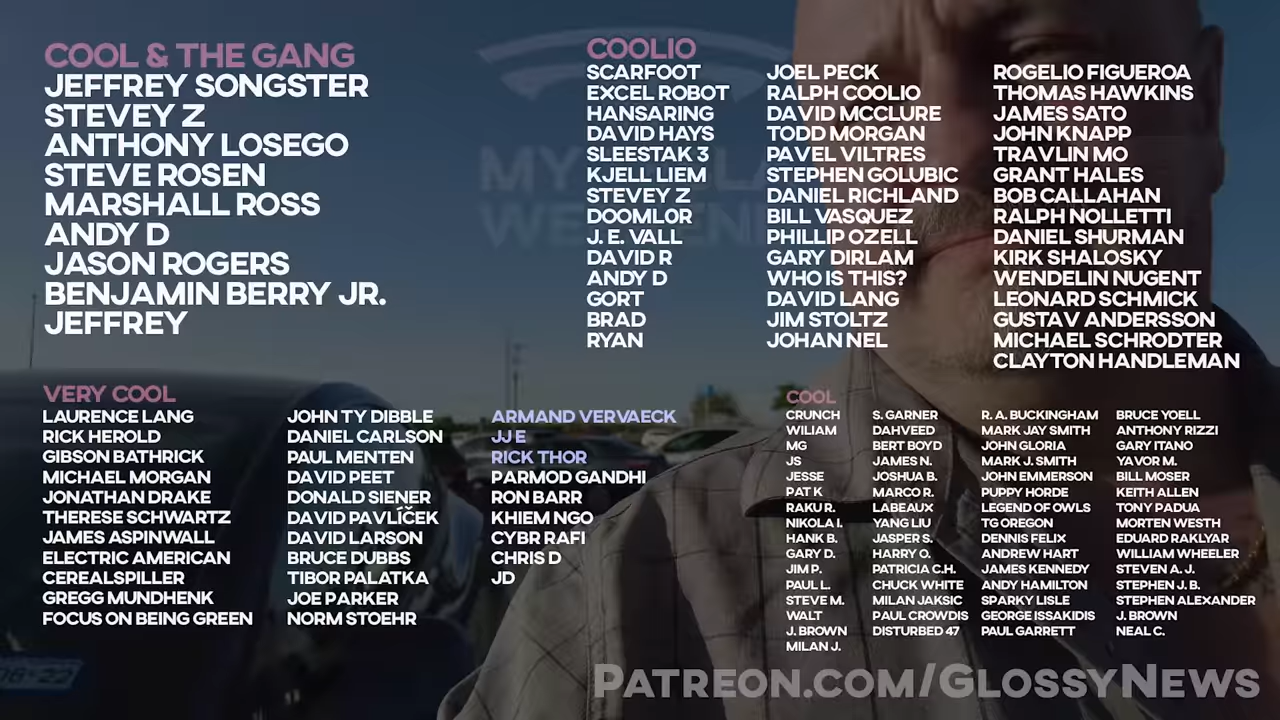 COOL & THE GANG
JEFFREY SONGSTER
STEVEY Z
ANTHONY LOSEGO
STEVE ROSEN
MARSHALL ROSS
ANDY D
JASON ROGERS
BENJAMIN BERRY JR.
JEFFREY
COOLIO
SCARFOOT
EXCEL ROBOT
HANSARING
DAVID HAYS
SLEESTAK 3
KJELL LIEM
STEVEY Z
DOOML0R
J. E. VALL
DAVID R
ANDY D
GORT
BRAD
RYAN
JOEL PECK
RALPH COOLIO
DAVID MCCLURE
TODD MORGAN
PAVEL VILTRES
STEPHEN GOLUBIC
DANIEL RICHLAND
BILL VASQUEZ
PHILLIP OZELL
GARY DIRLAM
WHO IS THIS?
DAVID LANG
JIM STOLTZ
JOHAN NEL
ROGELIO FIGUEROA
THOMAS HAWKINS
JAMES SATO
JOHN KNAPP
TRAVLIN MO
GRANT HALES
BOB CALLAHAN
RALPH NOLLETTI
DANIEL SHURMAN
KIRK SHALOSKY
WENDELIN NUGENT
LEONARD SCHMICK
GUSTAV ANDERSSON
MICHAEL SCHRODTER
CLAYTON HANDLEMAN
MY
VERY COOL
LAURENCE LANG
RICK HEROLD
GIBSON BATHRICK
MICHAEL MORGAN
JONATHAN DRAKE
THERESE SCHWARTZ
JAMES ASPINWALL
ELECTRIC AMERICAN
CEREALSPILLER
GREGG MUNDHENK
FOCUS ON BEING GREEN
JOHN TY DIBBLE
DANIEL CARLSON
PAUL MENTEN
DAVID PEET
DONALD SIENER
DAVID PAVLÍČEK
DAVID LARSON
BRUCE DUBBS
TIBOR PALATKA
JOE PARKER
NORM STOEHR
ARMAND VERVAECK
JJ E
RICK THOR
PARMOD GANDHI
RON BARR
KHIEM NGO
CYBR RAFI
CHRIS D
JD
COOL
CRUNCH
WILIAM
MG
JS
JESSE
PAT K
RAKU R.
NIKOLA I.
HANK B.
GARY D.
JIM P.
PAUL L.
STEVE M.
WALT
J. BROWN
MILAN J.
S. GARNER
DAHVEED
BERT BOYD
JAMES N.
JOSHUA B.
MARCO R.
LABEAUX
YANG LIU
JASPER S.
HARRY O.
PATRICIA C.H.
CHUCK WHITE
MILAN JAKSIC
PAUL CROWDIS
DISTURBED 47
R. A. BUCKINGHAM
MARK JAY SMITH
JOHN GLORIA
MARK J. SMITH
JOHN EMMERSON
PUPPY HORDE
LEGEND OF OWLS
TG OREGON
DENNIS FELIX
ANDREW HART
JAMES KENNEDY
ANDY HAMILTON
SPARKY LISLE
GEORGE ISSAKIDIS
PAUL GARRETT
BRUCE YOELL
ANTHONY RIZZI
GARY ITANO
YAVOR M.
BILL MOSER
KEITH ALLEN
TONY PADUA
MORTEN WESTH
EDUARD RAKLYAR
WILLIAM WHEELER
STEVEN A. J.
STEPHEN J. B.
STEPHEN ALEXANDER
J. BROWN
NEAL C.
PATREON.COM/GLOSSYNEWS